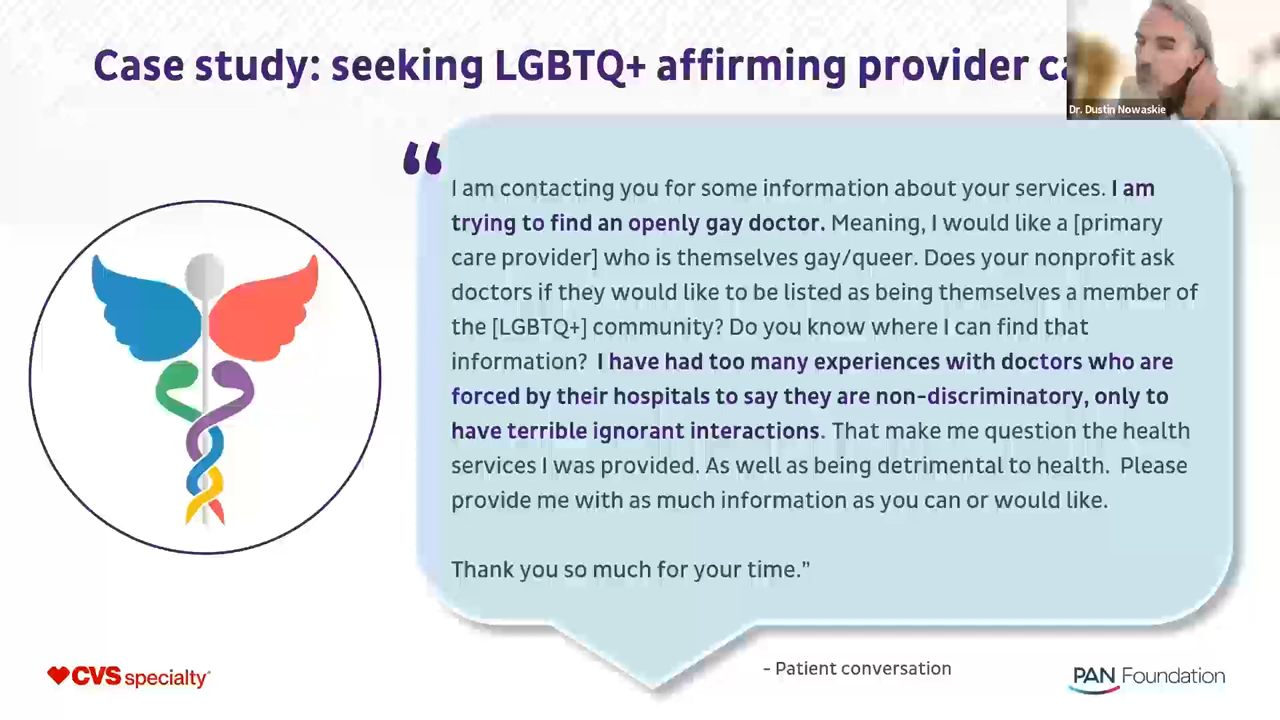 Case study: seeking LGBTQ+ affirming provider
Dr. Dustin Nowaskie
“
I am contacting you for some information about your services. I am
trying to find an openly gay doctor. Meaning, I would like a [primary
care provider] who is themselves gay/queer. Does your nonprofit ask
doctors if they would like to be listed as being themselves a member of
the [LGBTQ+] community? Do you know where I can find that
information? I have had too many experiences with doctors who are
forced by their hospitals to say they are non-discriminatory, only to
have terrible ignorant interactions. That make me question the health
services I was provided. As well as being detrimental to health. Please
provide me with as much information as you can or would like.
Thank you so much for your time.”
- Patient conversation
CVS specialty®
PAN Foundation